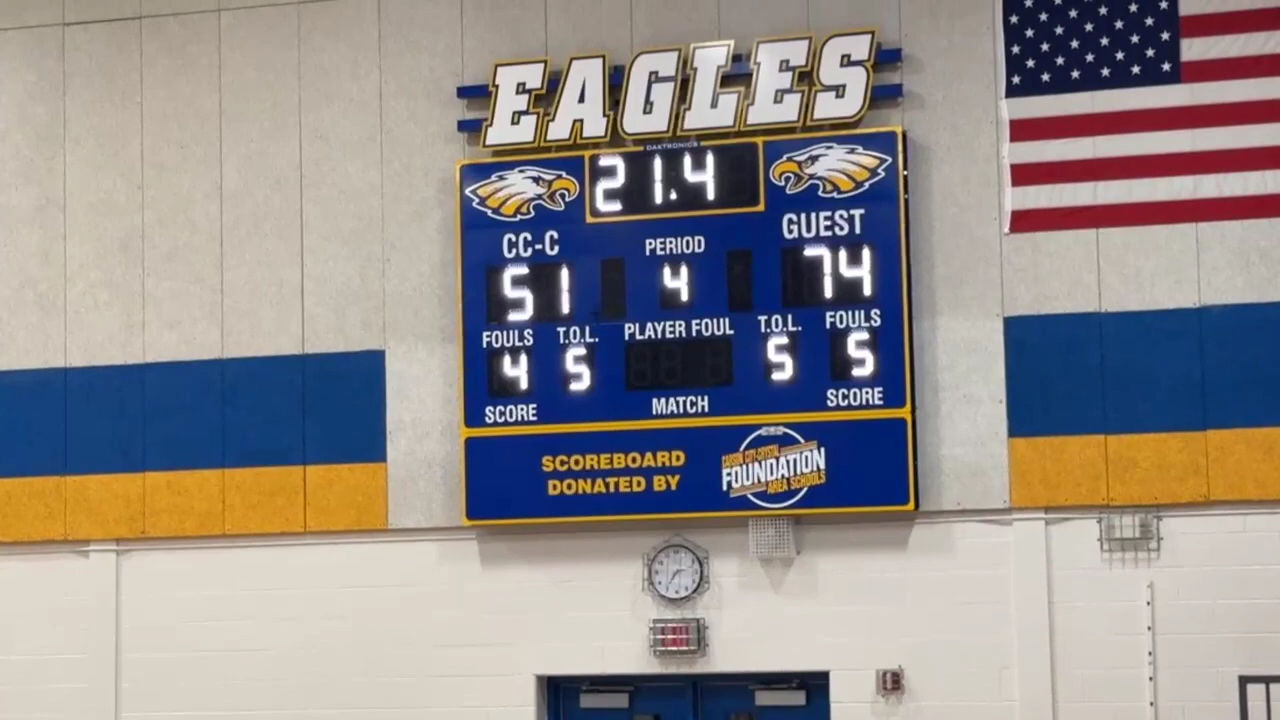 EAGLES
DAKTRONICS
21.4
CC-C
PERIOD
GUEST
51
4
74
FOULS
T.O.L.
PLAYER FOUL
T.O.L.
FOULS
4
5
5
5
SCORE
MATCH
SCORE
SCOREBOARD
DONATED BY
CARSON CITY-CRYSTAL
FOUNDATION
AREA SCHOOLS